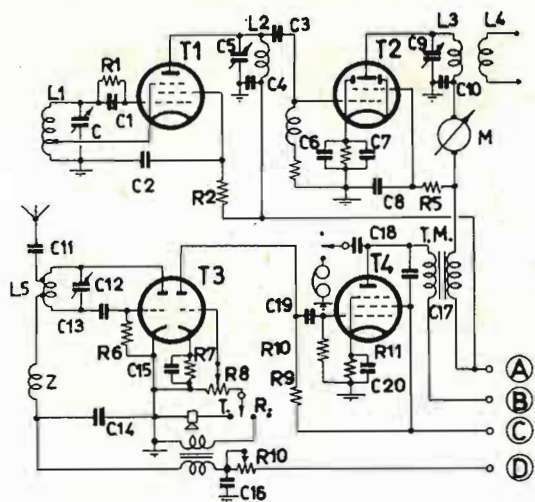 L2 C3 L3 L4
T1 C5 T2 C9
R1
C4 C10
L1 C C1
M
C6 C7
C2 R2 C8 R5
C18 T.M.
C11 T3 T4
L5 C12
C19 C17
C13
R6 C15 R7 R10 R11
R8 R9 C20 A
T. R. B
Z
C14 C
R10 D
C16